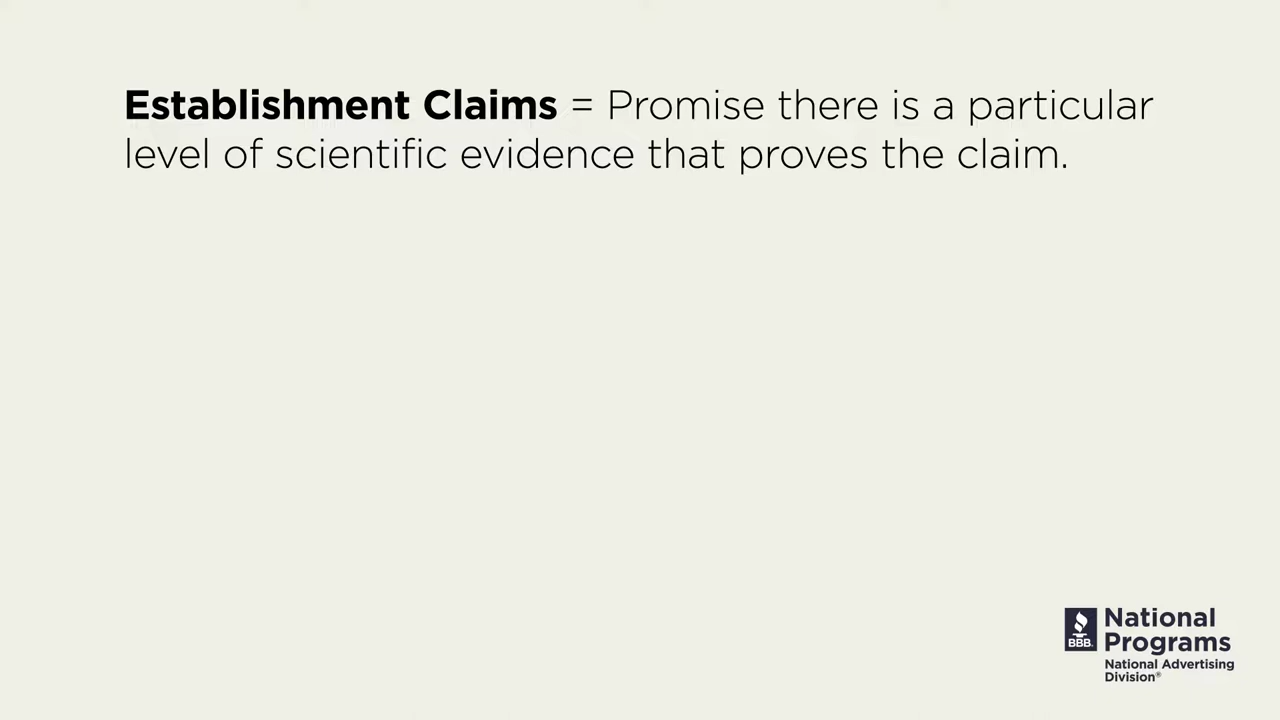 Establishment Claims = Promise there is a particular
level of scientific evidence that proves the claim.
BBB.
National
Programs
National Advertising
Division®